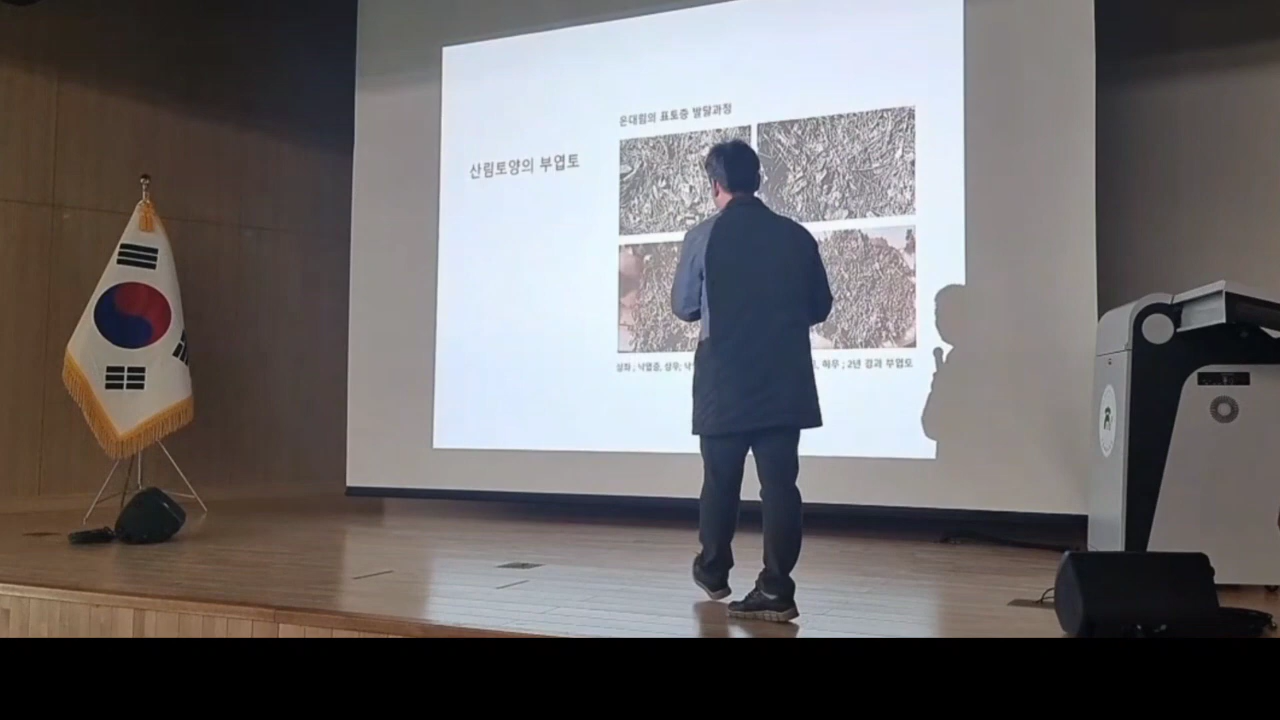 산림토양의 부엽토
온대림의 표토층 발달과정
상좌 ; 낙엽층, 상우; 낙
하우 ; 2년 경과 부엽토